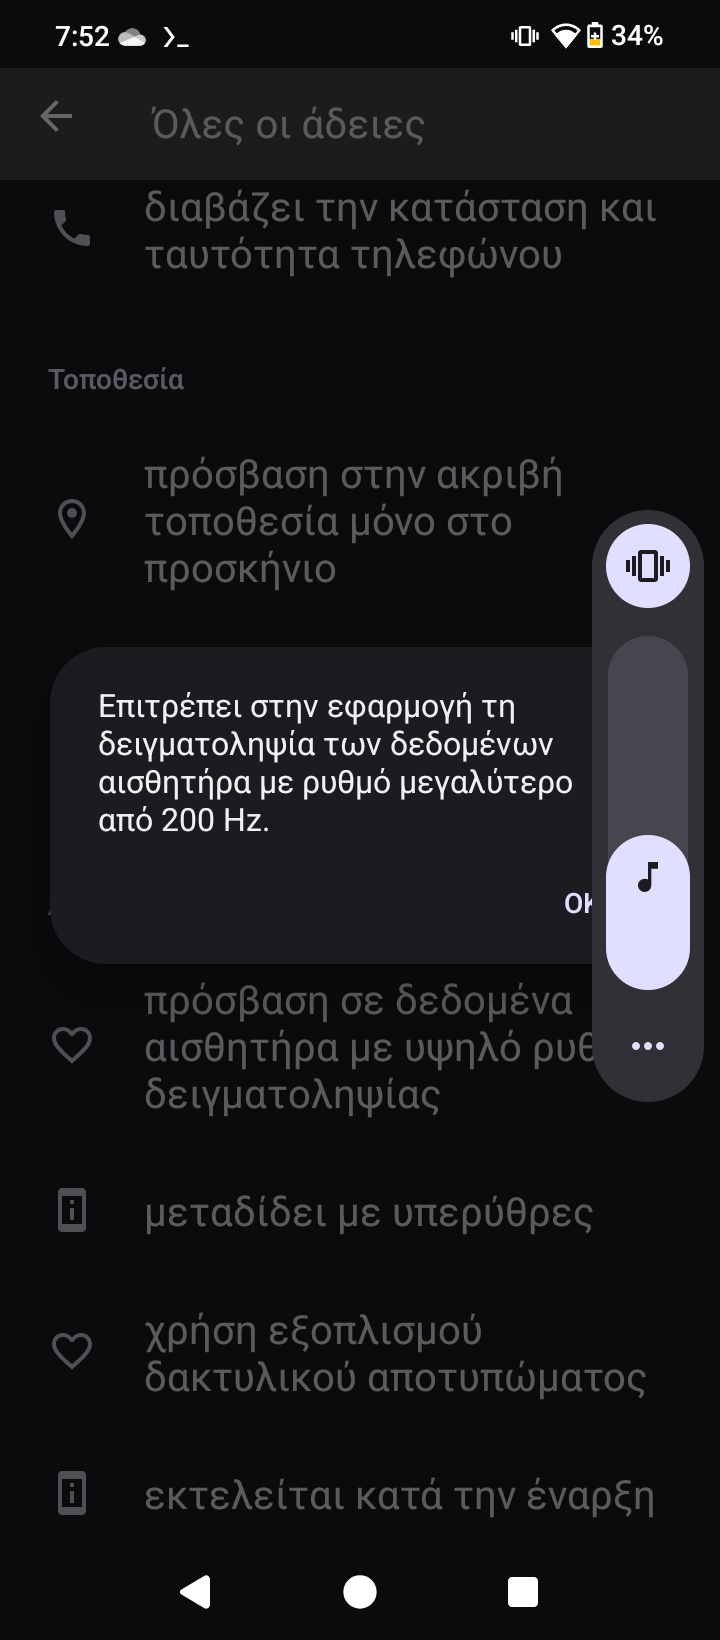 7:52
34%
Όλες οι άδειες
διαβάζει την κατάσταση και
ταυτότητα τηλεφώνου
Τοποθεσία
πρόσβαση στην ακριβή
τοποθεσία μόνο στο
προσκήνιο
Επιτρέπει στην εφαρμογή τη
δειγματοληψία των δεδομένων
αισθητήρα με ρυθμό μεγαλύτερο
από 200 Hz.
OK
πρόσβαση σε δεδομένα
αισθητήρα με υψηλό
δειγματοληψίας
μεταδίδει με υπερύθρες
χρήση εξοπλισμού
δακτυλικού αποτυπώματος
εκτελείται κατά την έναρξη